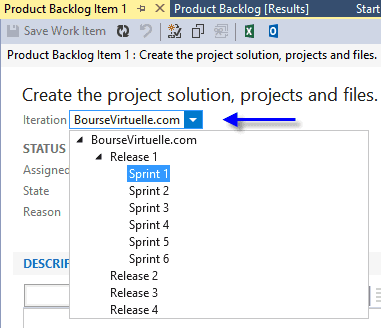 Product Backlog Item 1
Product Backlog [Results]
Save Work Item
Product Backlog Item 1 : Create the project solution, projects and files.
Create the project solution, projects and files.
Iteration BourseVirtuelle.com
BourseVirtuelle.com
STATUS
Release 1
Assigned
Sprint 1
State
Sprint 2
Reason
Sprint 3
Sprint 4
Sprint 5
DESCRIP
Sprint 6
Release 2
Release 3
Release 4